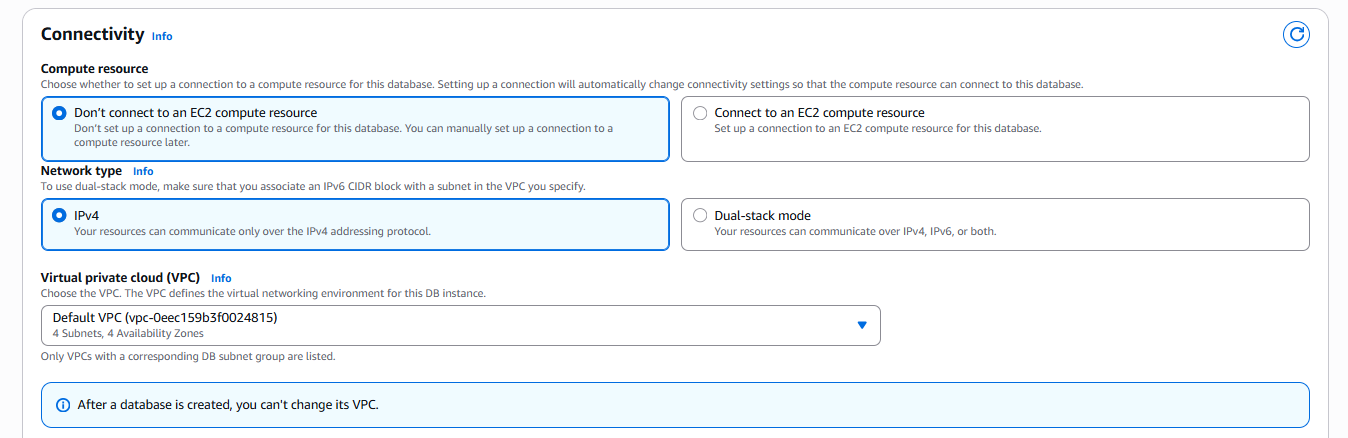 Connectivity Info
Compute resource
Choose whether to set up a connection to a compute resource for this database. Setting up a connection will automatically change connectivity settings so that the compute resource can connect to this database.
Don’t connect to an EC2 compute resource
Don’t set up a connection to a compute resource for this database. You can manually set up a connection to a
compute resource later.
Connect to an EC2 compute resource
Set up a connection to an EC2 compute resource for this database.
Network type Info
To use dual-stack mode, make sure that you associate an IPv6 CIDR block with a subnet in the VPC you specify.
IPv4
Your resources can communicate only over the IPv4 addressing protocol.
Dual-stack mode
Your resources can communicate over IPv4, IPv6, or both.
Virtual private cloud (VPC) Info
Choose the VPC. The VPC defines the virtual networking environment for this DB instance.
Default VPC (vpc-0eec159b3f0024815)
4 Subnets, 4 Availability Zones
Only VPCs with a corresponding DB subnet group are listed.
After a database is created, you can't change its VPC.